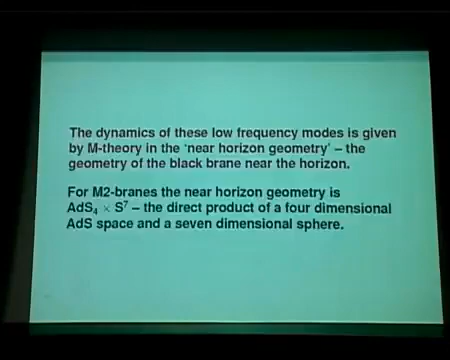 The dynamics of these low frequency modes is given
by M-theory in the 'near horizon geometry' – the
geometry of the black brane near the horizon.
For M2-branes the near horizon geometry is
AdS₄ × S⁷ – the direct product of a four dimensional
AdS space and a seven dimensional sphere.